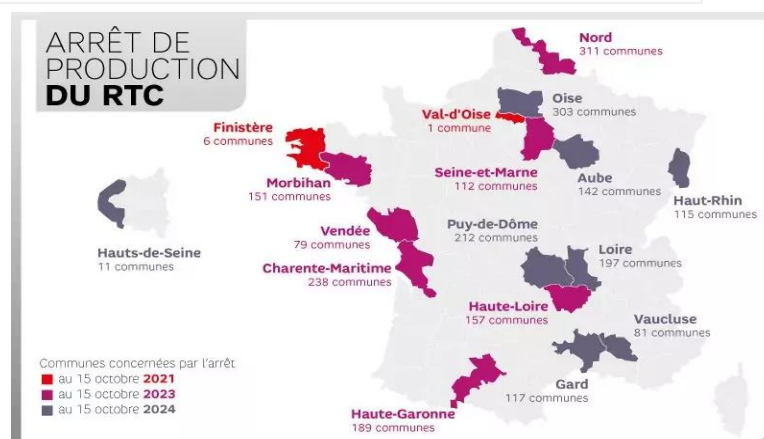 ARRÊT DE
PRODUCTION
DU RTC
Nord
311 communes
Oise
303 communes
Val-d'Oise
1 commune
Finistère
6 communes
Seine-et-Marne
112 communes
Aube
142 communes
Morbihan
151 communes
Haut-Rhin
115 communes
Hauts-de-Seine
11 communes
Vendée
79 communes
Puy-de-Dôme
212 communes
Loire
197 communes
Charente-Maritime
238 communes
Haute-Loire
157 communes
Vaucluse
81 communes
Gard
117 communes
Haute-Garonne
189 communes
Communes concernées par l'arrêt
au 15 octobre 2021
au 15 octobre 2023
au 15 octobre 2024